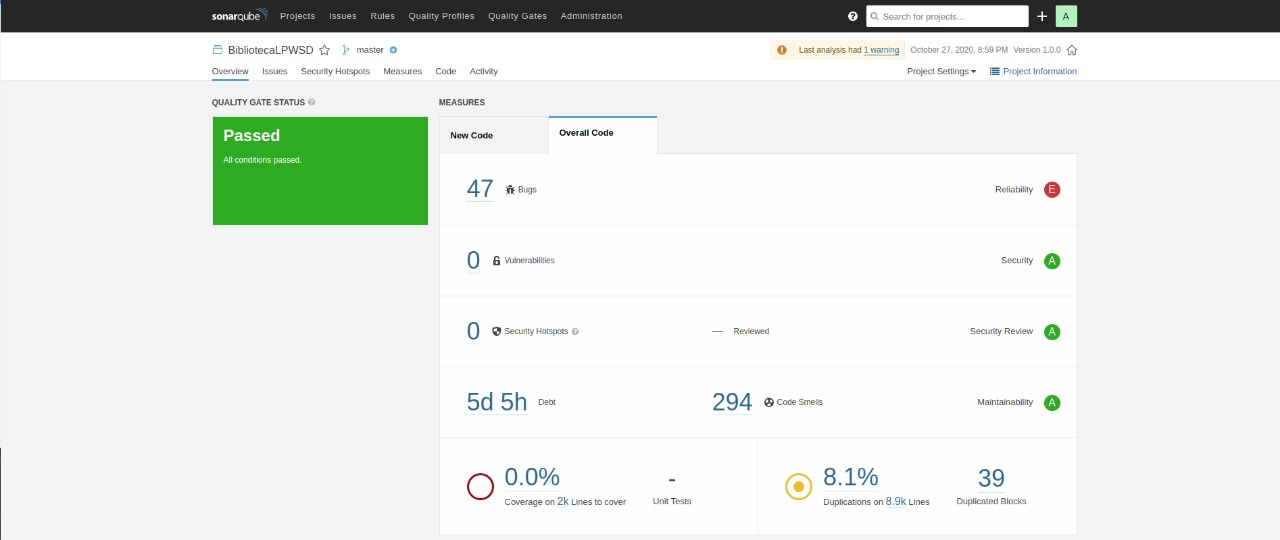 sonarqube Projects Issues Rules Quality Profiles Quality Gates Administration ? Search for projects... + A
BibliotecaLPWSD master Last analysis had 1 warning October 27, 2020, 8:59 PM Version 1.0.0
Overview Issues Security Hotspots Measures Code Activity Project Settings Project Information
QUALITY GATE STATUS ? MEASURES
Passed
All conditions passed.
New Code Overall Code
47 Bugs Reliability E
0 Vulnerabilities Security A
0 Security Hotspots ? — Reviewed Security Review A
5d 5h Debt 294 Code Smells Maintainability A
0.0% - 8.1% 39
Coverage on 2k Lines to cover Unit Tests Duplications on 8.9k Lines Duplicated Blocks